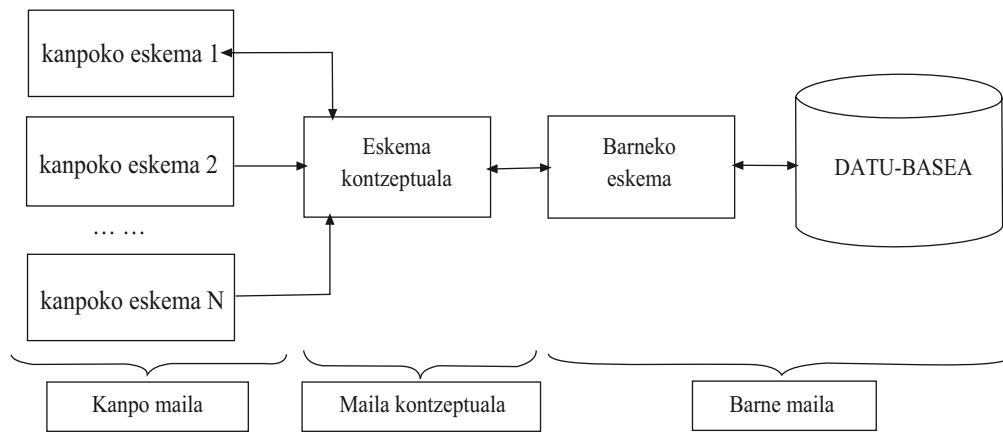 kanpoko eskema 1
kanpoko eskema 2
... ...
kanpoko eskema N
Eskema
kontzeptuala
Barneko
eskema
DATU-BASEA
Kanpo maila
Maila kontzeptuala
Barne maila